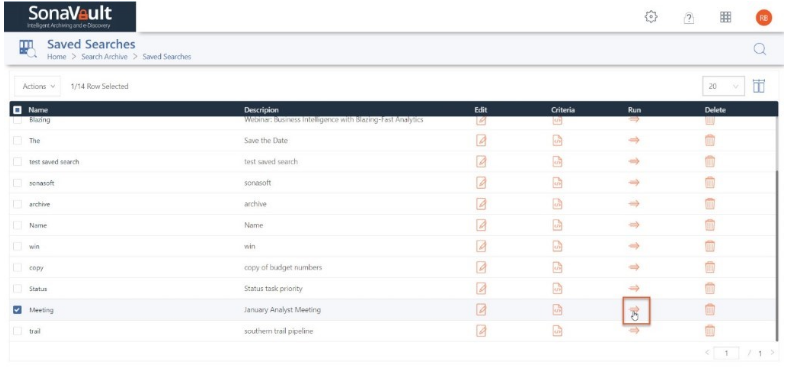 SonaVault
Intelligent Archiving and e-Discovery
RB
Saved Searches
Home > Search Archive > Saved Searches
Actions 1/14 Row Selected 20
Name Descripion Edit Criteria Run Delete
Blazing Webinar: Business Intelligence with Blazing-Fast Analytics
The Save the Date
test saved search test saved search
sonasoft sonasoft
archive archive
Name Name
win win
copy copy of budget numbers
Status Status task priority
Meeting January Analyst Meeting
trail southern trail pipeline
< 1 / 1 >